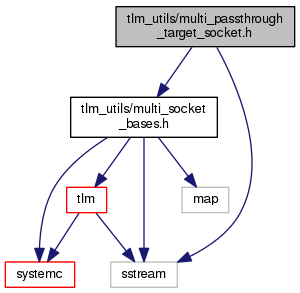 tlm_utils/multi_passthrough
_target_socket.h
tlm_utils/multi_socket
_bases.h
tlm
map
systemc
sstream